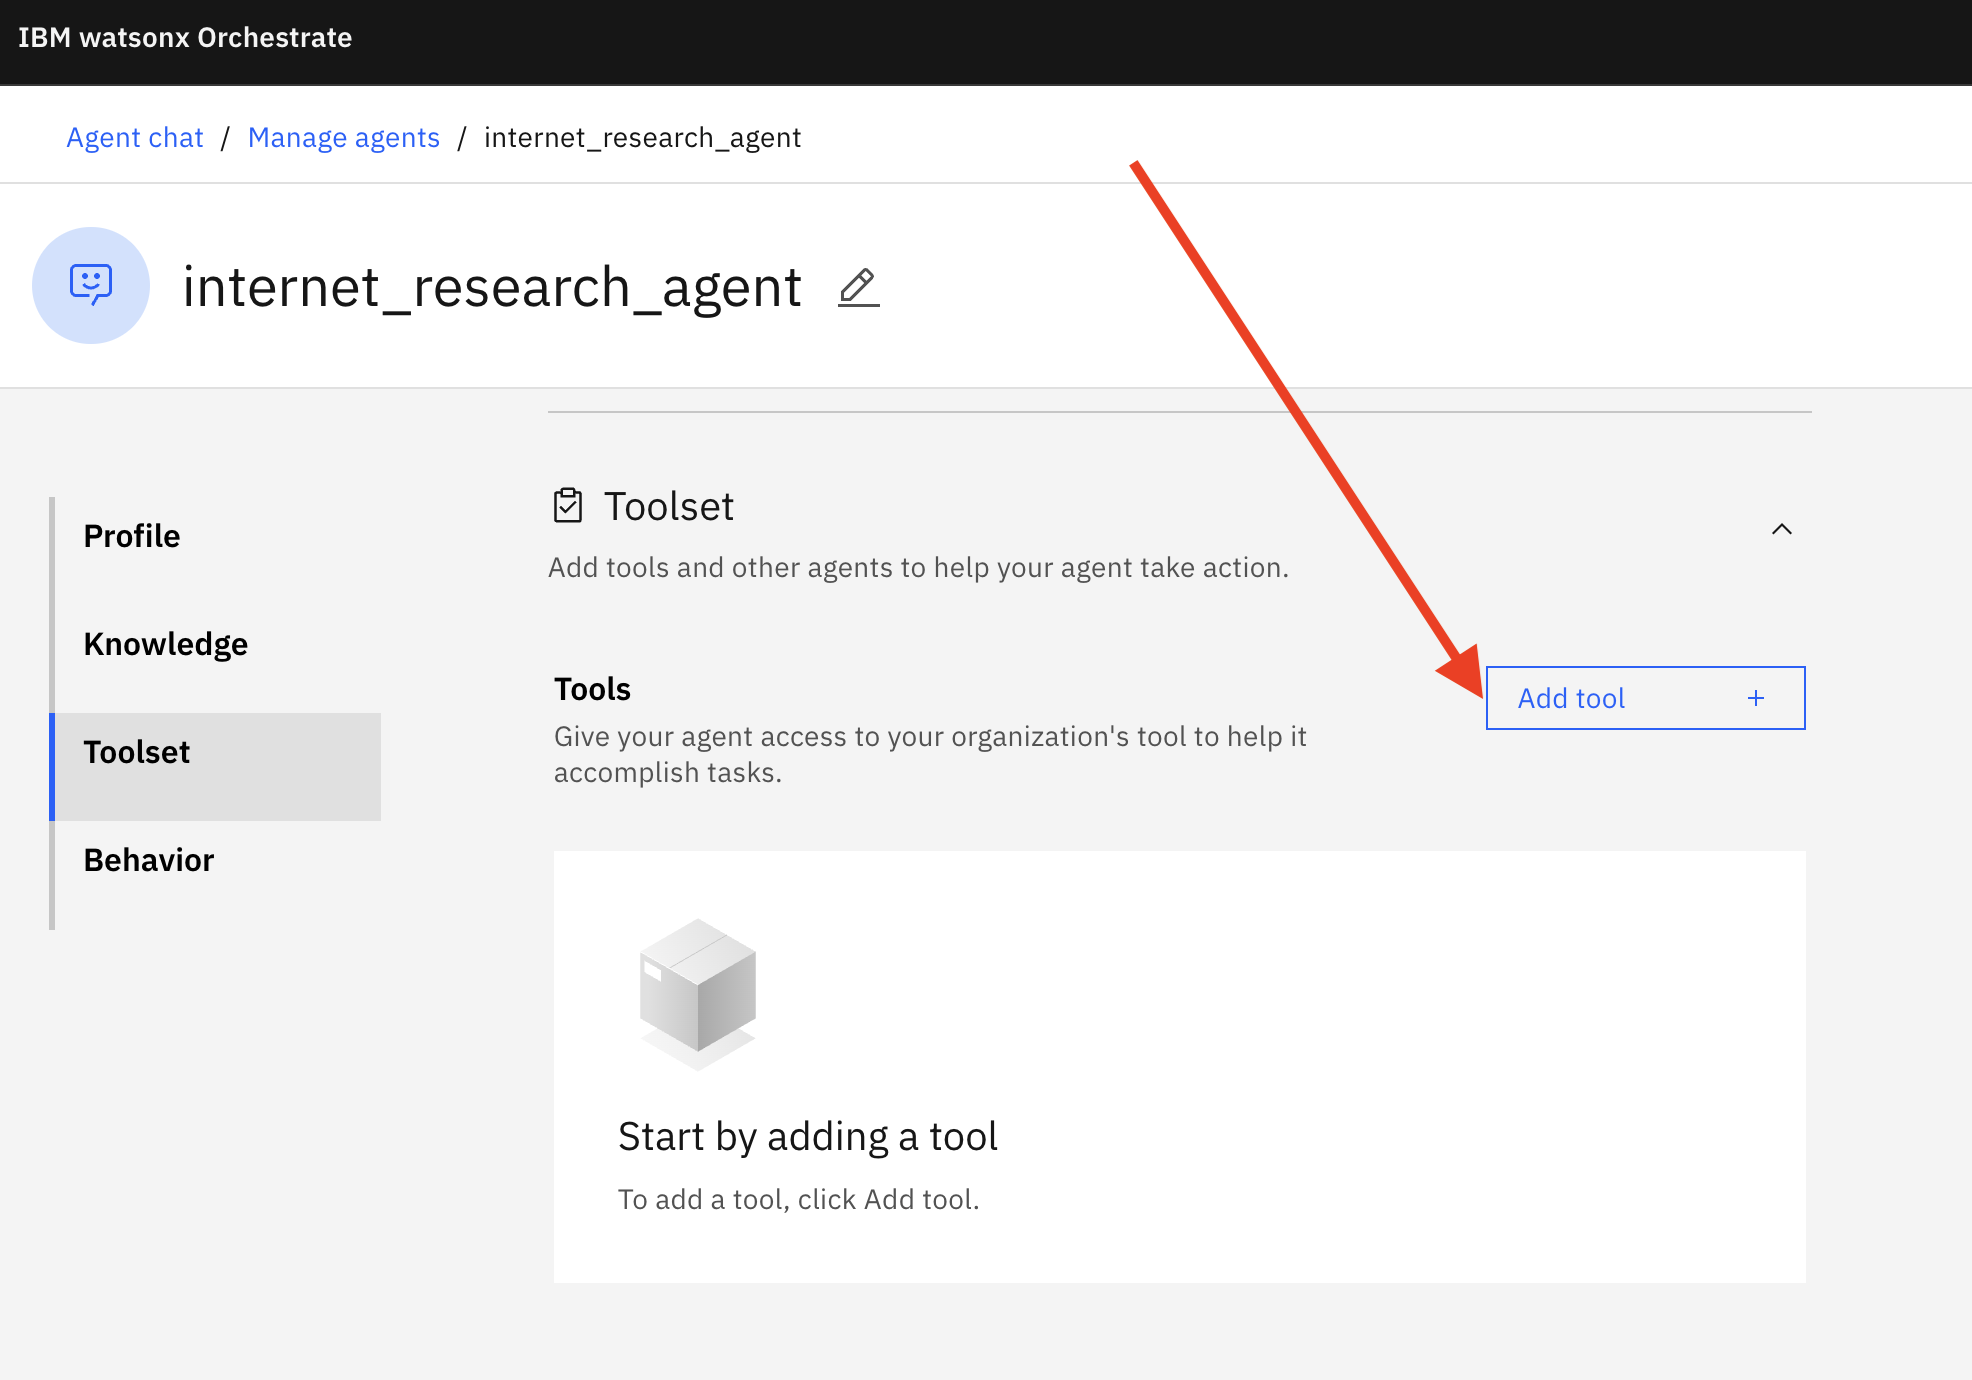 IBM watsonx Orchestrate
Agent chat / Manage agents / internet_research_agent
internet_research_agent
Profile
Knowledge
Toolset
Behavior
Toolset
Add tools and other agents to help your agent take action.
Tools
Give your agent access to your organization's tool to help it
accomplish tasks.
Add tool +
Start by adding a tool
To add a tool, click Add tool.